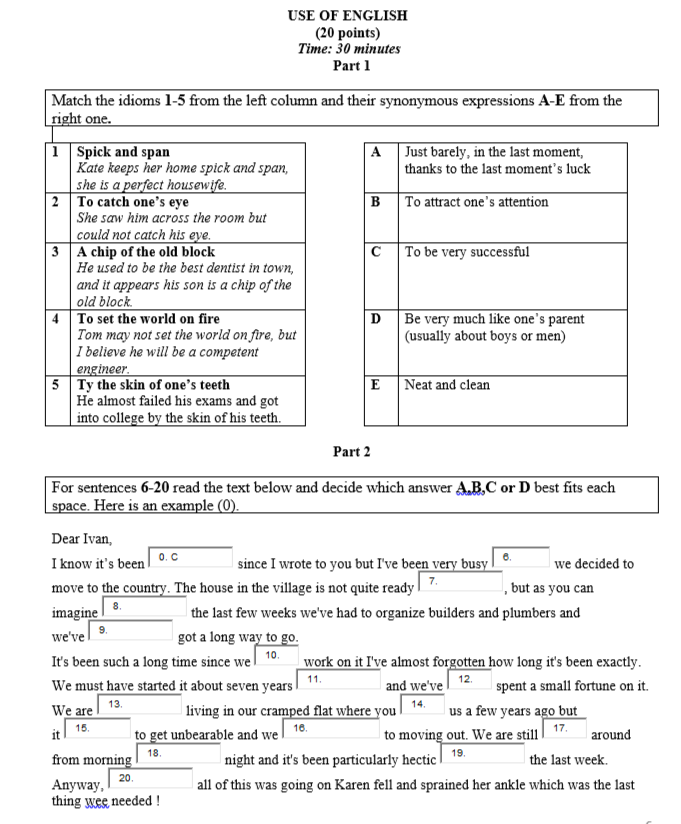 USE OF ENGLISH
(20 points)
Time: 30 minutes
Part 1
Match the idioms 1-5 from the left column and their synonymous expressions A-E from the
right one.
1 Spick and span
Kate keeps her home spick and span,
she is a perfect housewife.
2 To catch one's eye
She saw him across the room but
could not catch his eye.
3 A chip of the old block
He used to be the best dentist in town,
and it appears his son is a chip of the
old block.
4 To set the world on fire
Tom may not set the world on fire, but
I believe he will be a competent
engineer.
5 Ty the skin of one's teeth
He almost failed his exams and got
into college by the skin of his teeth.
A Just barely, in the last moment,
thanks to the last moment's luck
B To attract one's attention
C To be very successful
D Be very much like one's parent
(usually about boys or men)
E Neat and clean
Part 2
For sentences 6-20 read the text below and decide which answer A,B,C or D best fits each
space. Here is an example (0).
Dear Ivan,
I know it's been 0. C since I wrote to you but I've been very busy 6. we decided to
move to the country. The house in the village is not quite ready 7. , but as you can
imagine 8. the last few weeks we've had to organize builders and plumbers and
we've 9. got a long way to go.
It's been such a long time since we 10. work on it I've almost forgotten how long it's been exactly.
We must have started it about seven years 11. and we've 12. spent a small fortune on it.
We are 13. living in our cramped flat where you 14. us a few years ago but
it 15. to get unbearable and we 16. to moving out. We are still 17. around
from morning 18. night and it's been particularly hectic 19. the last week.
Anyway, 20. all of this was going on Karen fell and sprained her ankle which was the last
thing wee needed !